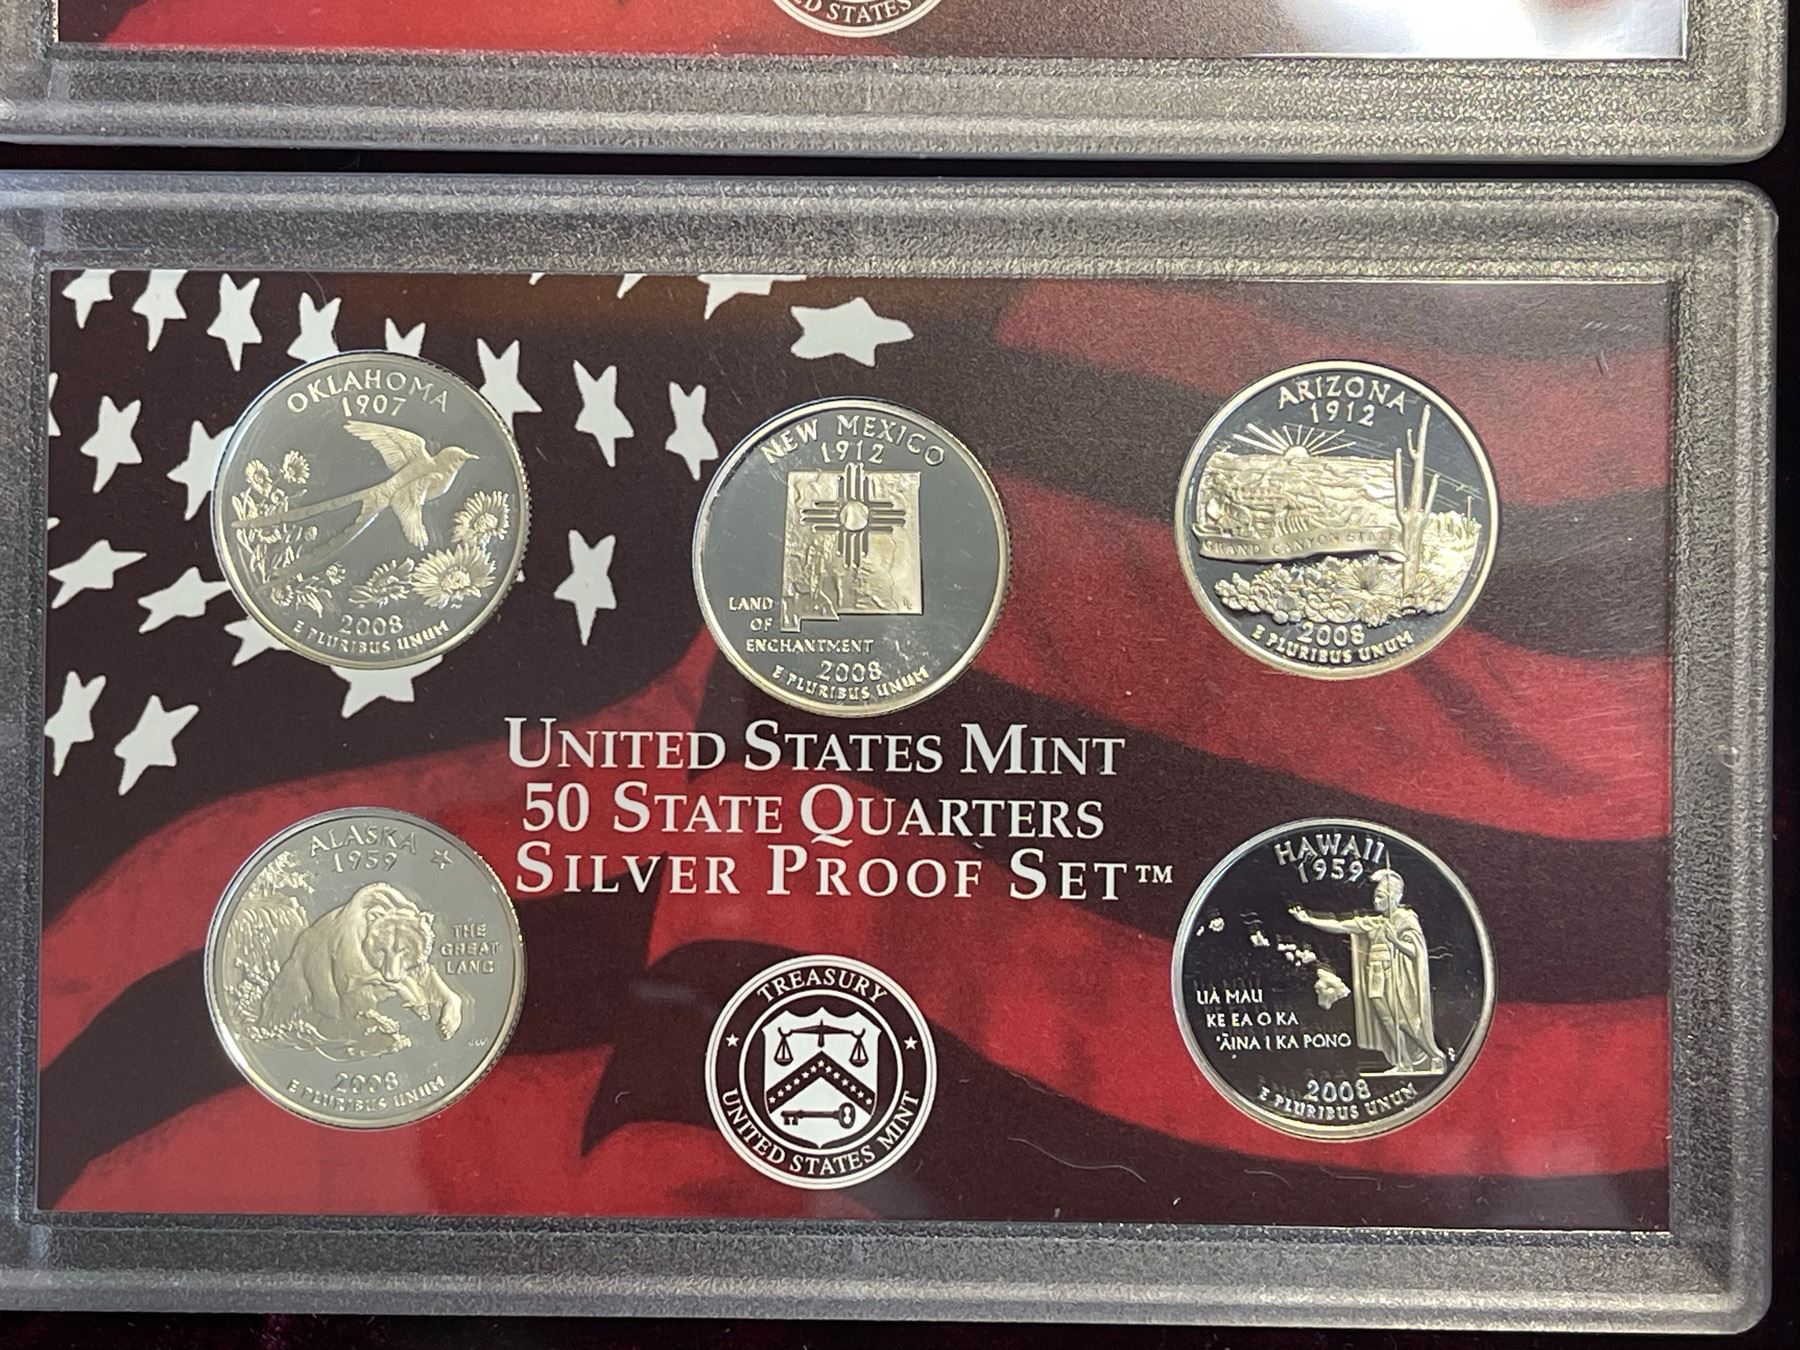 D STATES
OKLAHOMA
1907
2008
E PLURIBUS UNUM
NEW MEXICO
1912
LAND
OF
ENCHANTMENT
2008
E PLURIBUS UNUM
ARIZONA
1912
GRAND CANYON STATE
2008
E PLURIBUS UNUM
UNITED STATES MINT
50 STATE QUARTERS
SILVER PROOF SET™
ALASKA
1959
THE
GREAT
LAND
2008
E PLURIBUS UNUM
TREASURY
UNITED STATES MINT
HAWAII
1959
UA MAU
KE EA O KA
ʻĀINA I KA PONO
2008
E PLURIBUS UNUM